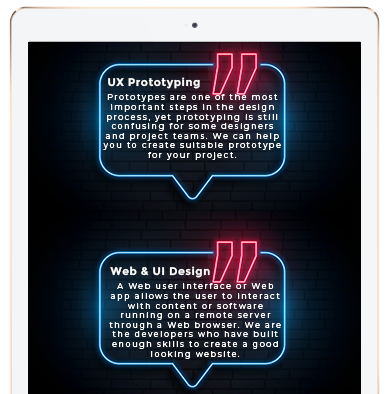 UX Prototyping
Prototypes are one of the most
important steps in the design
process, yet prototyping is still
confusing for some designers
and project teams. We can help
you to create suitable prototype
for your project.
Web & UI Design
A Web user interface or Web
app allows the user to interact
with content or software
running on a remote server
through a Web browser. We are
the developers who have built
enough skills to create a good
looking website.